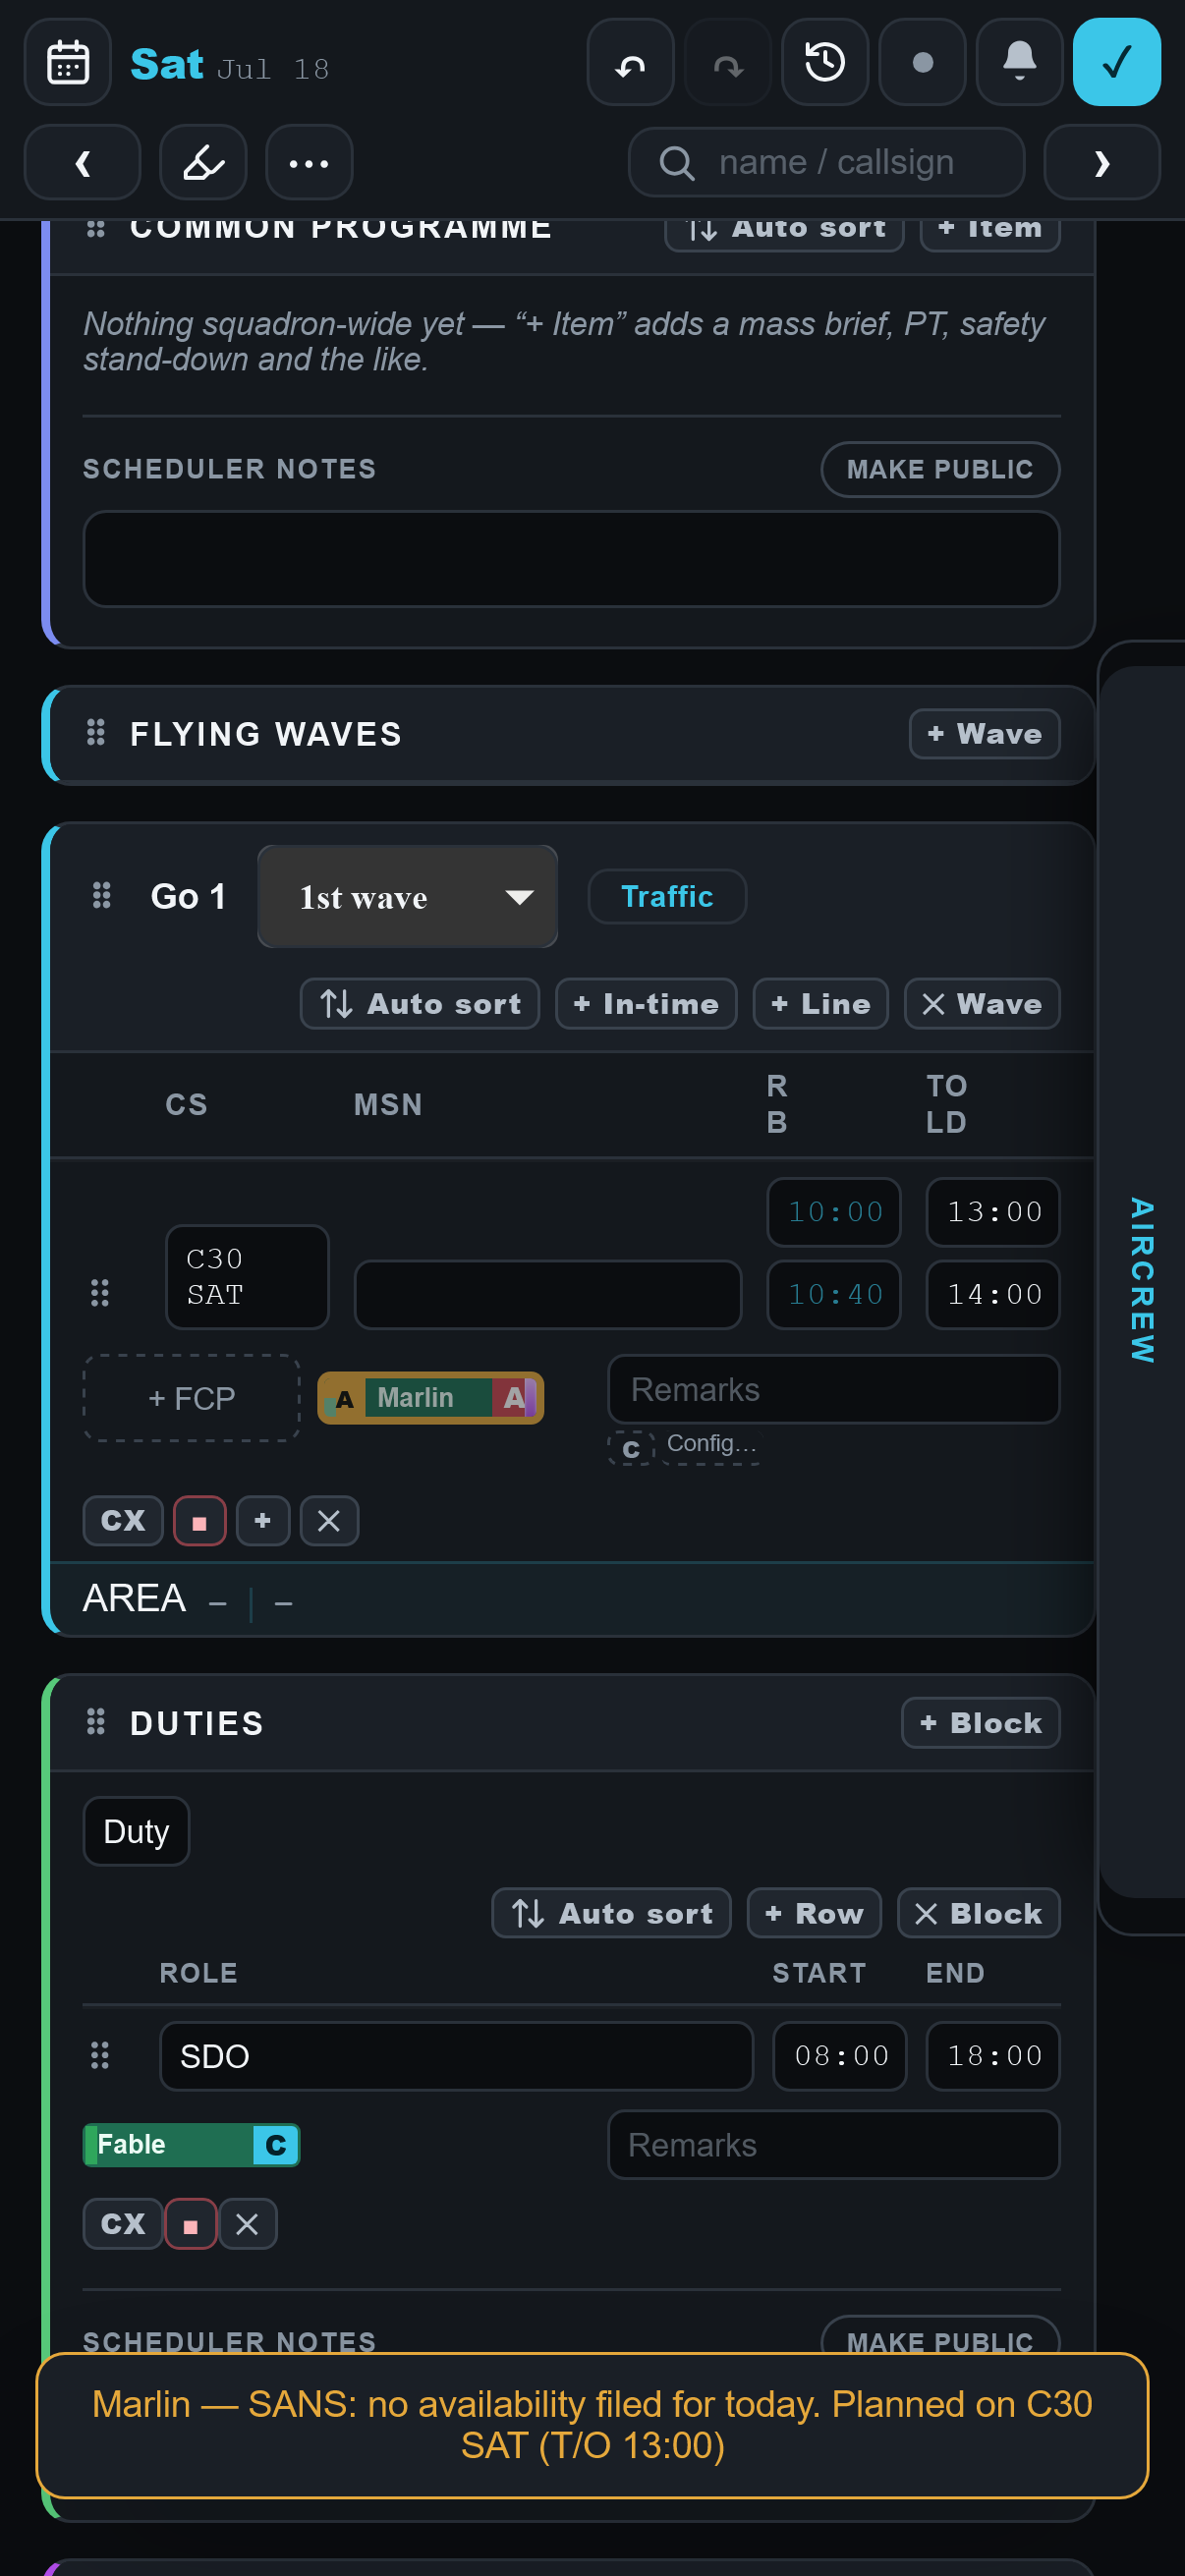 Sat Jul 18
name / callsign
COMMON PROGRAMME
Auto sort
+ Item
Nothing squadron-wide yet — “+ Item” adds a mass brief, PT, safety
stand-down and the like.
SCHEDULER NOTES
MAKE PUBLIC
FLYING WAVES
+ Wave
Go 1
1st wave
Traffic
Auto sort
+ In-time
+ Line
× Wave
CS
MSN
R
B
TO
LD
C30
SAT
10:00
13:00
10:40
14:00
+ FCP
A Marlin A
Remarks
C Config...
CX
+
×
AREA – | –
AIRCREW
DUTIES
+ Block
Duty
Auto sort
+ Row
× Block
ROLE
START
END
SDO
08:00
18:00
Fable C
Remarks
CX
×
SCHEDULER NOTES
MAKE PUBLIC
Marlin — SANS: no availability filed for today. Planned on C30
SAT (T/O 13:00)